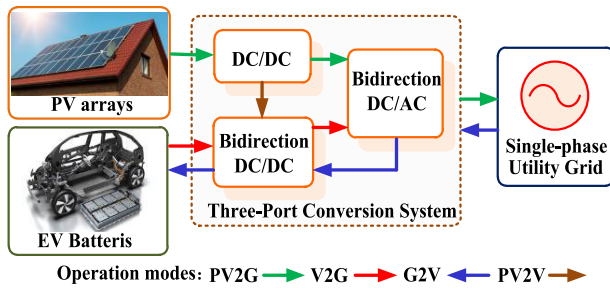 PV arrays
EV Batteris
DC/DC
Bidirection
DC/DC
Bidirection
DC/AC
Three-Port Conversion System
Single-phase
Utility Grid
Operation modes: PV2G V2G G2V PV2V